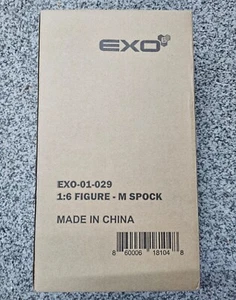 EXO
EXO-01-029
1:6 FIGURE - M SPOCK
MADE IN CHINA
8 60006 18104 8